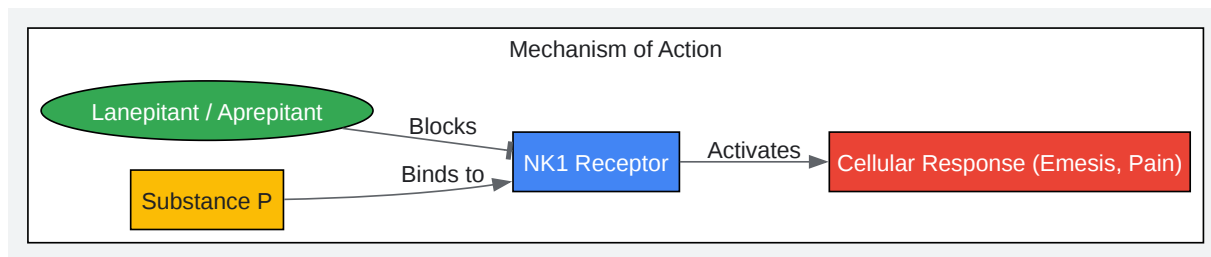 Mechanism of Action
Lanepitant / Aprepitant
Blocks
NK1 Receptor
Activates
Cellular Response (Emesis, Pain)
Binds to
Substance P